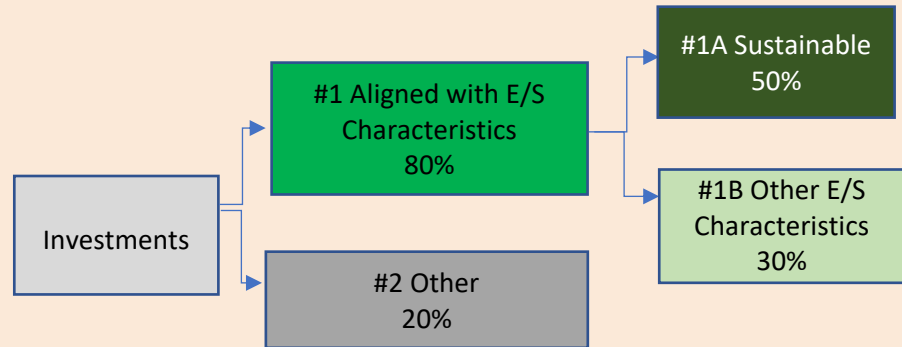 Investments
#1 Aligned with E/S
Characteristics
80%
#2 Other
20%
#1A Sustainable
50%
#1B Other E/S
Characteristics
30%